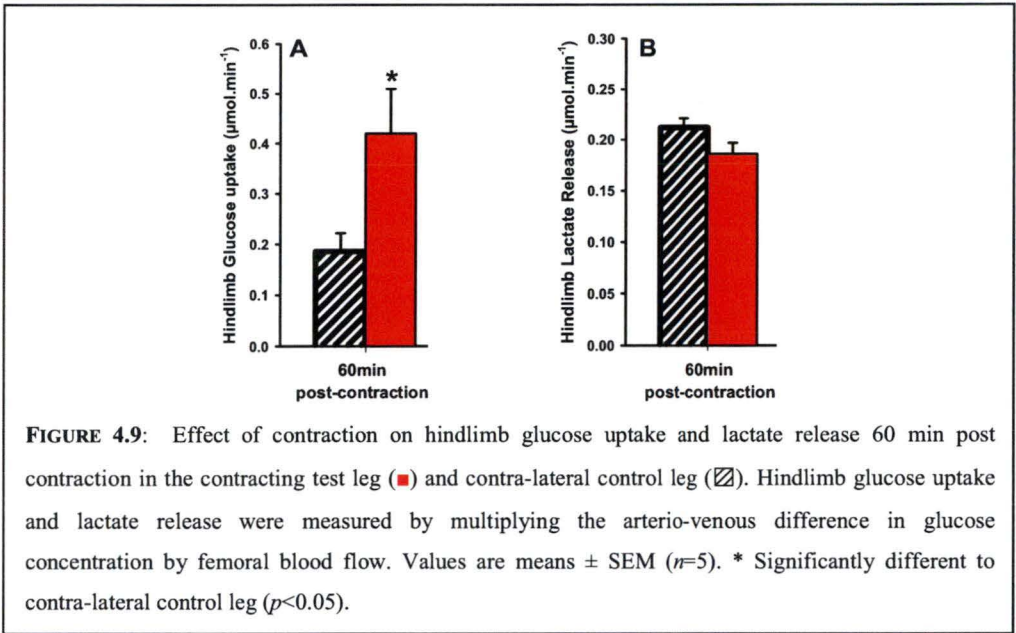 A
Hindlimb Glucose uptake (µmol.min⁻¹)
0.6
0.5
0.4
0.3
0.2
0.1
0.0
*
60min
post-contraction
B
Hindlimb Lactate Release (µmol.min⁻¹)
0.30
0.25
0.20
0.15
0.10
0.05
0.00
60min
post-contraction
FIGURE 4.9: Effect of contraction on hindlimb glucose uptake and lactate release 60 min post
contraction in the contracting test leg (■) and contra-lateral control leg (▨). Hindlimb glucose uptake
and lactate release were measured by multiplying the arterio-venous difference in glucose
concentration by femoral blood flow. Values are means ± SEM (n=5). * Significantly different to
contra-lateral control leg (p<0.05).